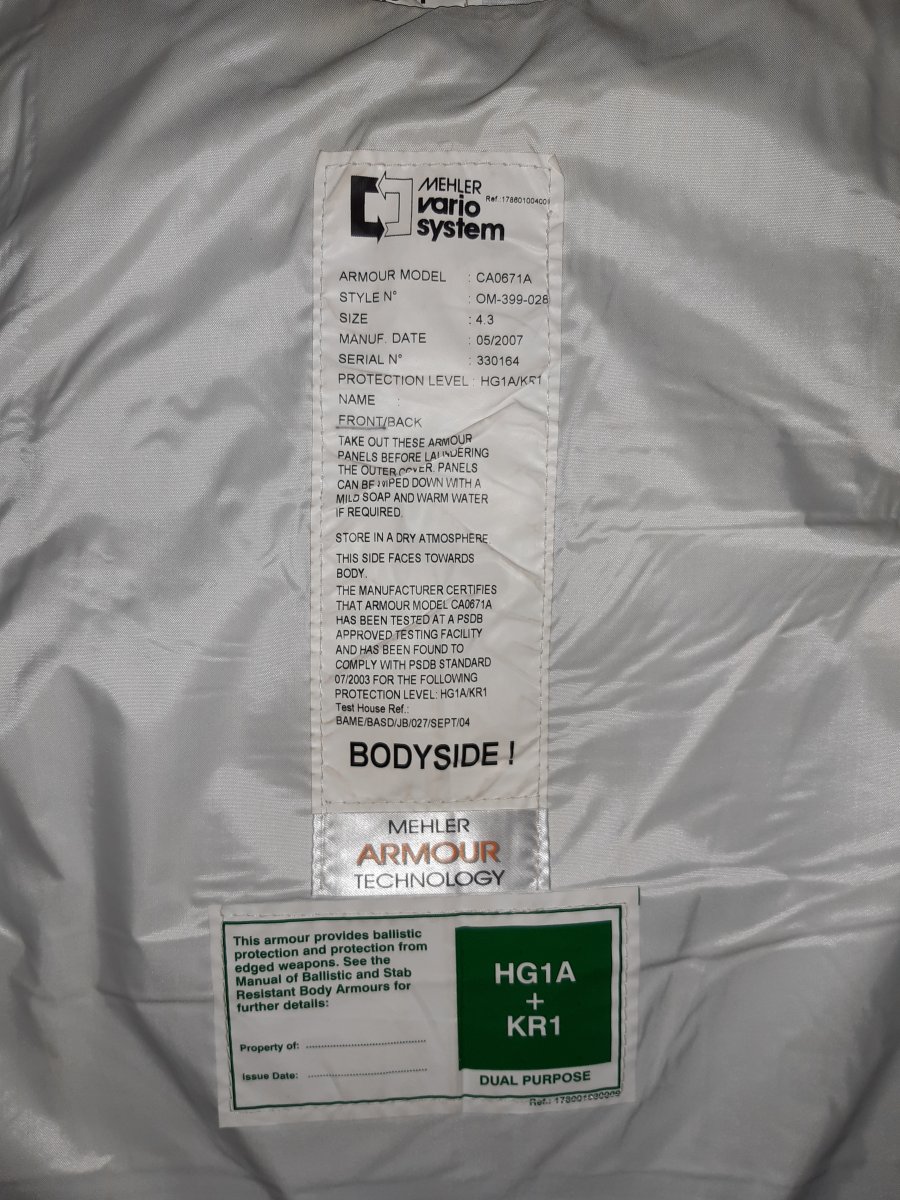 MEHLER
vario
system
Ref.:178601004009
ARMOUR MODEL : CA0671A
STYLE N° : OM-399-028
SIZE : 4.3
MANUF. DATE : 05/2007
SERIAL N° : 330164
PROTECTION LEVEL : HG1A/KR1
NAME :
FRONT/BACK
TAKE OUT THESE ARMOUR
PANELS BEFORE LAUNDERING
THE OUTER COVER. PANELS
CAN BE WIPED DOWN WITH A
MILD SOAP AND WARM WATER
IF REQUIRED.
STORE IN A DRY ATMOSPHERE
THIS SIDE FACES TOWARDS
BODY.
THE MANUFACTURER CERTIFIES
THAT ARMOUR MODEL CA0671A
HAS BEEN TESTED AT A PSDB
APPROVED TESTING FACILITY
AND HAS BEEN FOUND TO
COMPLY WITH PSDB STANDARD
07/2003 FOR THE FOLLOWING
PROTECTION LEVEL: HG1A/KR1
Test House Ref.:
BAME/BASD/JB/027/SEPT/04
BODYSIDE !
MEHLER
ARMOUR
TECHNOLOGY
This armour provides ballistic
protection and protection from
edged weapons. See the
Manual of Ballistic and Stab
Resistant Body Armours for
further details:
Property of:
Issue Date:
HG1A
+
KR1
DUAL PURPOSE
Ref.: